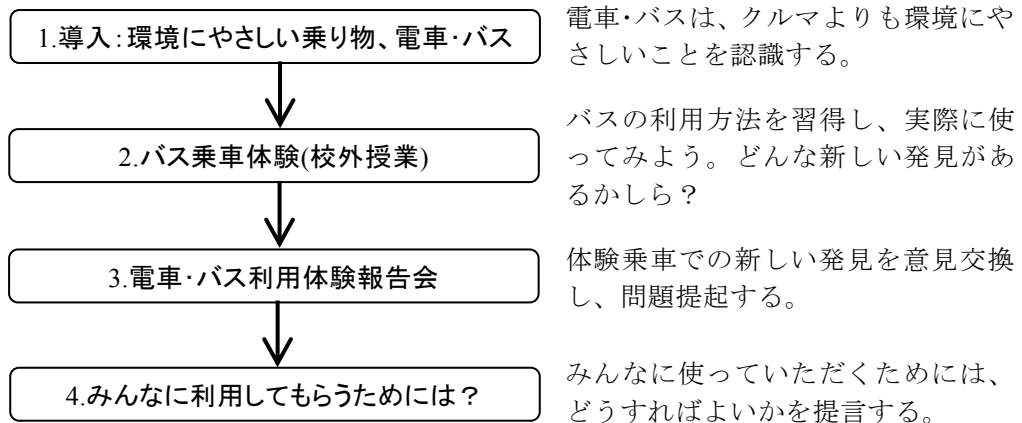 1.導入:環境にやさしい乗り物、電車・バス
電車・バスは、クルマよりも環境にや
さしいことを認識する。
2.バス乗車体験(校外授業)
バスの利用方法を習得し、実際に使
ってみよう。どんな新しい発見があ
るかしら？
3.電車・バス利用体験報告会
体験乗車での新しい発見を意見交換
し、問題提起する。
4.みんなに利用してもらうためには？
みんなに使っていただくためには、
どうすればよいかを提言する。